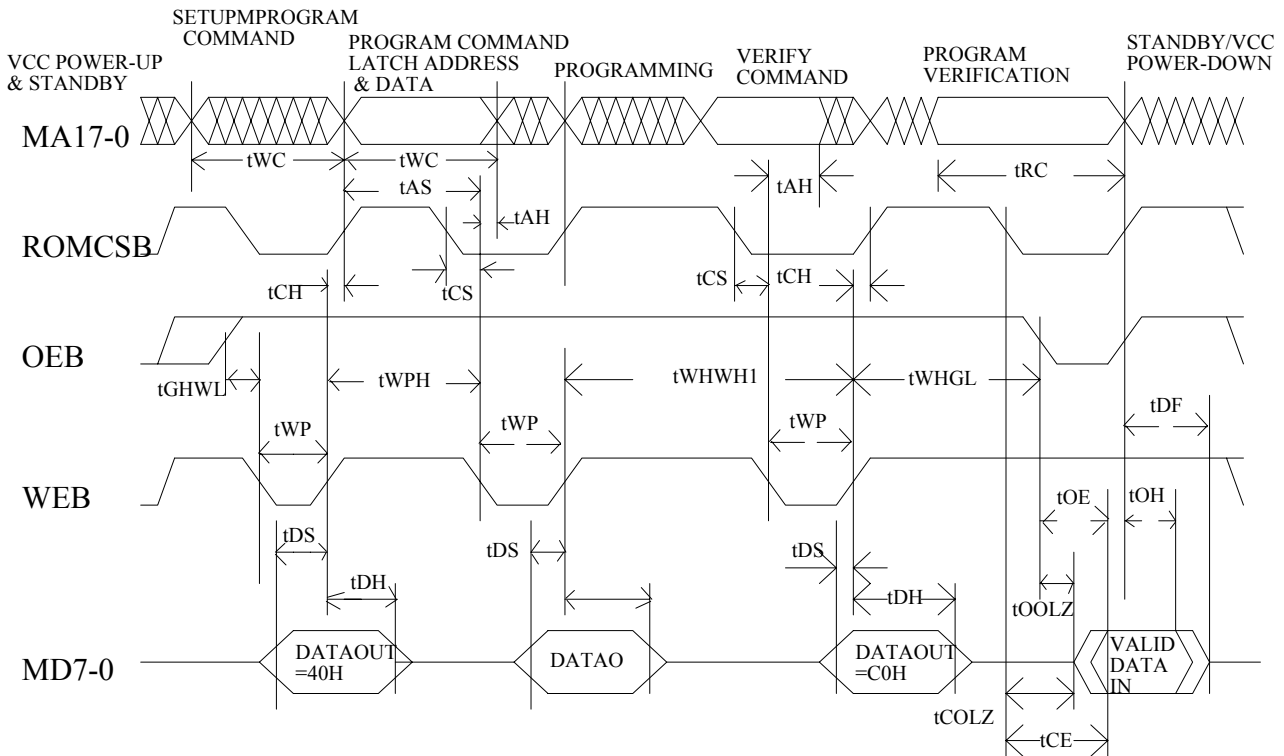 SETUPMPROGRAM
COMMAND
VCC POWER-UP
& STANDBY
PROGRAM COMMAND
LATCH ADDRESS
& DATA
PROGRAMMING
VERIFY
COMMAND
PROGRAM
VERIFICATION
STANDBY/VCC
POWER-DOWN
MA17-0
tWC
tWC
tAS
tAH
tAH
tRC
ROMCSB
tCH
tCS
tCS
tCH
OEB
tGHWL
tWPH
tWHWH1
tWHGL
tDF
tWP
tWP
tWP
WEB
tOE
tOH
tDS
tDS
tDS
tDH
tDH
tOOLZ
MD7-0
DATAOUT
=40H
DATAO
DATAOUT
=C0H
VALID
DATA
IN
tCOLZ
tCE